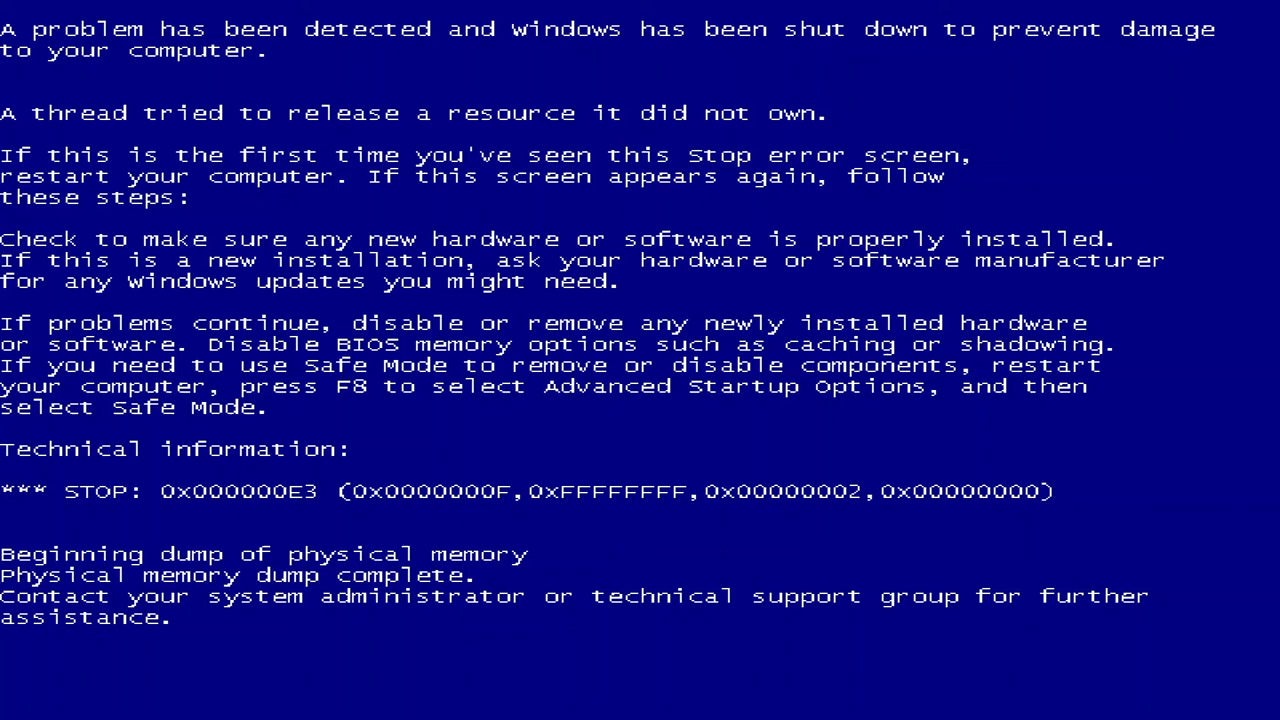 A problem has been detected and Windows has been shut down to prevent damage
to your computer.
A thread tried to release a resource it did not own.
If this is the first time you've seen this Stop error screen,
restart your computer. If this screen appears again, follow
these steps:
Check to make sure any new hardware or software is properly installed.
If this is a new installation, ask your hardware or software manufacturer
for any Windows updates you might need.
If problems continue, disable or remove any newly installed hardware
or software. Disable BIOS memory options such as caching or shadowing.
If you need to use Safe Mode to remove or disable components, restart
your computer, press F8 to select Advanced Startup Options, and then
select Safe Mode.
Technical information:
*** STOP: 0x000000E3 (0x0000000F,0xFFFFFFFF,0x00000002,0x00000000)
Beginning dump of physical memory
Physical memory dump complete.
Contact your system administrator or technical support group for further
assistance.